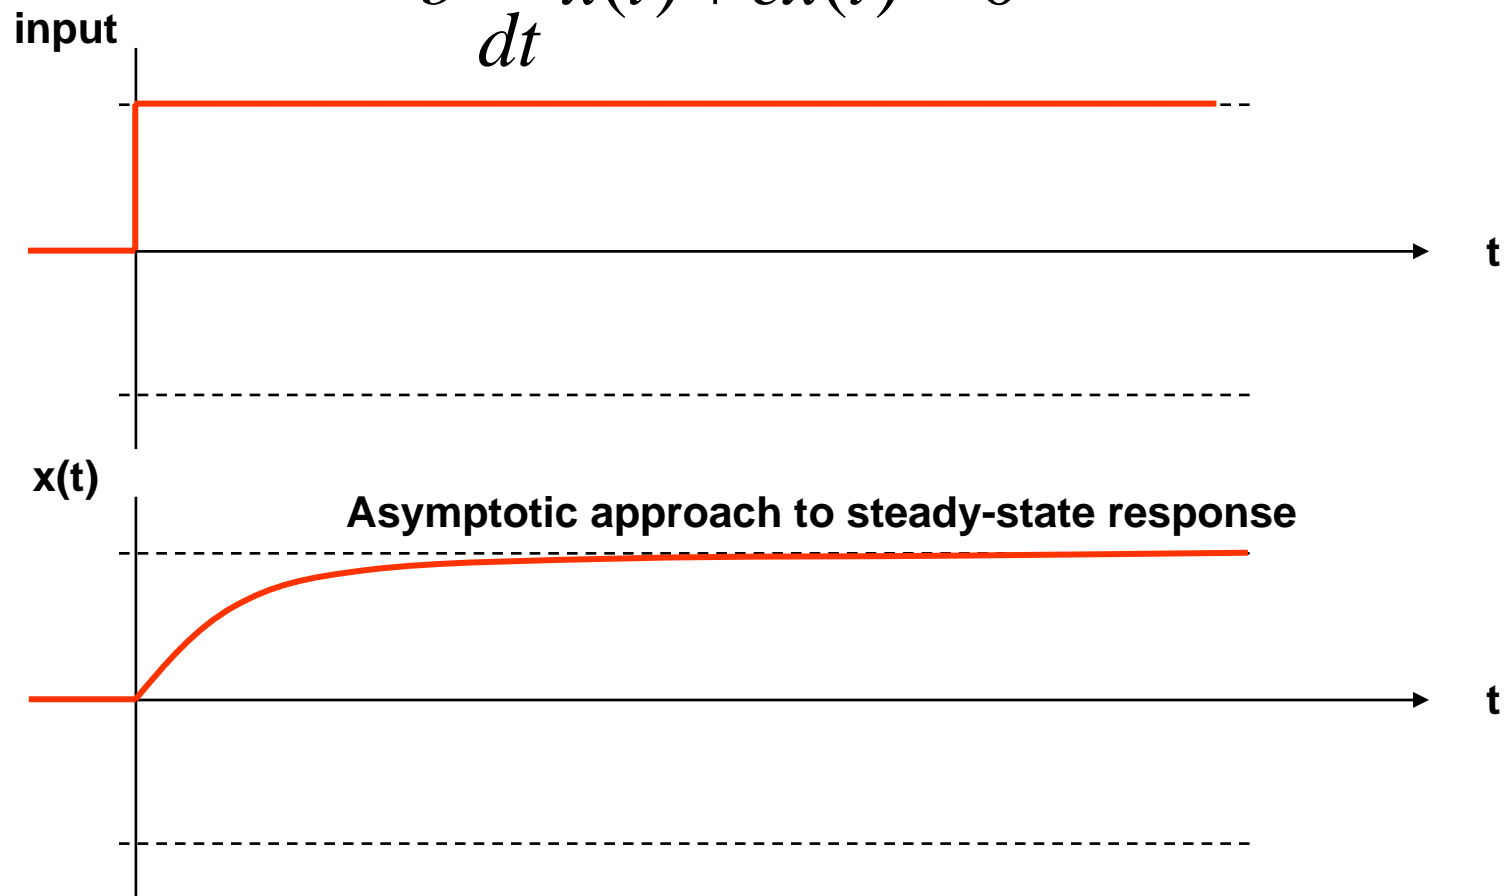 input
dt
t
x(t)
Asymptotic approach to steady-state response
t